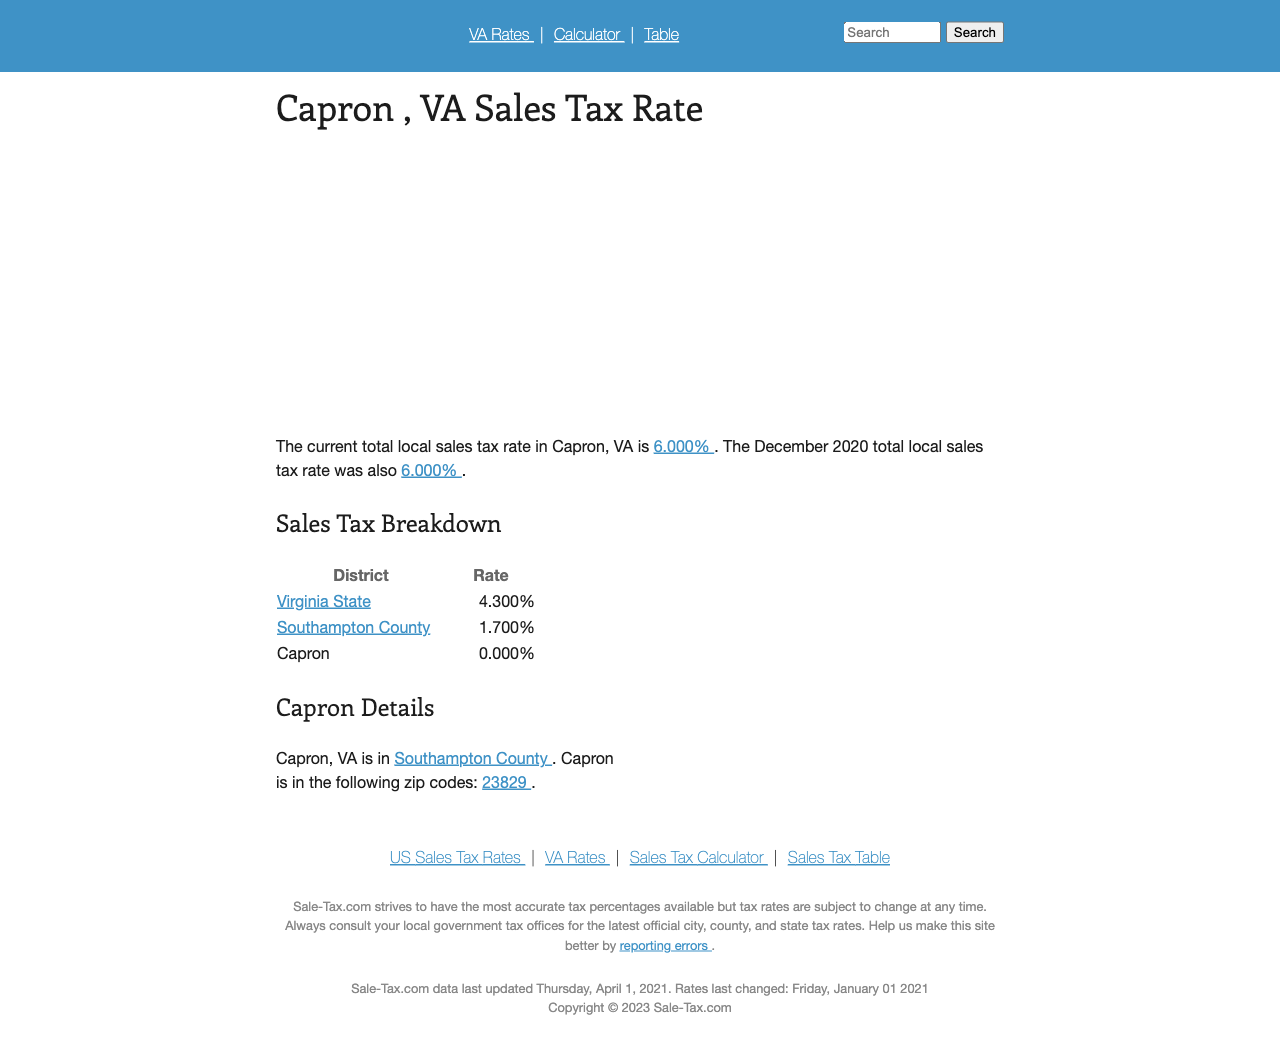 VA Rates | Calculator | Table
Search Search
Capron , VA Sales Tax Rate
The current total local sales tax rate in Capron, VA is 6.000% . The December 2020 total local sales
tax rate was also 6.000% .
Sales Tax Breakdown
District Rate
Virginia State 4.300%
Southampton County 1.700%
Capron 0.000%
Capron Details
Capron, VA is in Southampton County . Capron
is in the following zip codes: 23829 .
US Sales Tax Rates | VA Rates | Sales Tax Calculator | Sales Tax Table
Sale-Tax.com strives to have the most accurate tax percentages available but tax rates are subject to change at any time.
Always consult your local government tax offices for the latest official city, county, and state tax rates. Help us make this site
better by reporting errors .
Sale-Tax.com data last updated Thursday, April 1, 2021. Rates last changed: Friday, January 01 2021
Copyright © 2023 Sale-Tax.com